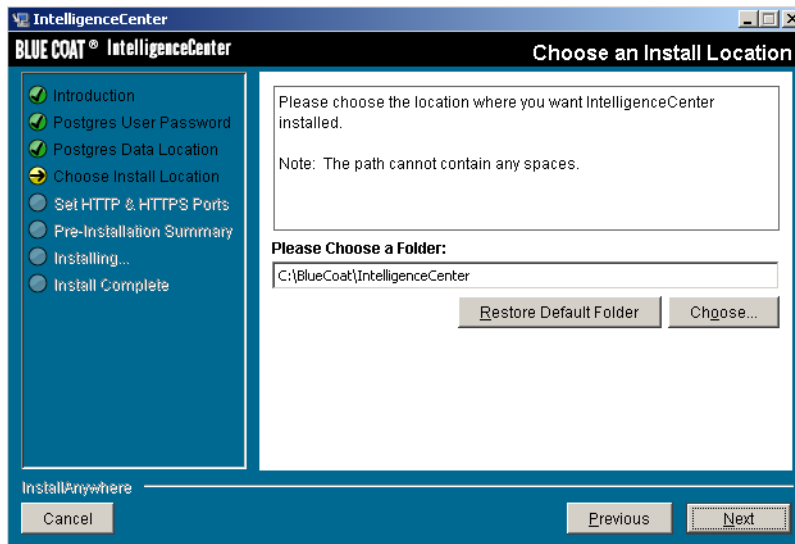 IntelligenceCenter
BLUE COAT ® IntelligenceCenter
Choose an Install Location
Introduction
Postgres User Password
Postgres Data Location
Choose Install Location
Set HTTP & HTTPS Ports
Pre-Installation Summary
Installing...
Install Complete
Please choose the location where you want IntelligenceCenter
installed.
Note: The path cannot contain any spaces.
Please Choose a Folder:
C:\BlueCoat\IntelligenceCenter
Restore Default Folder
Choose...
InstallAnywhere
Cancel
Previous
Next